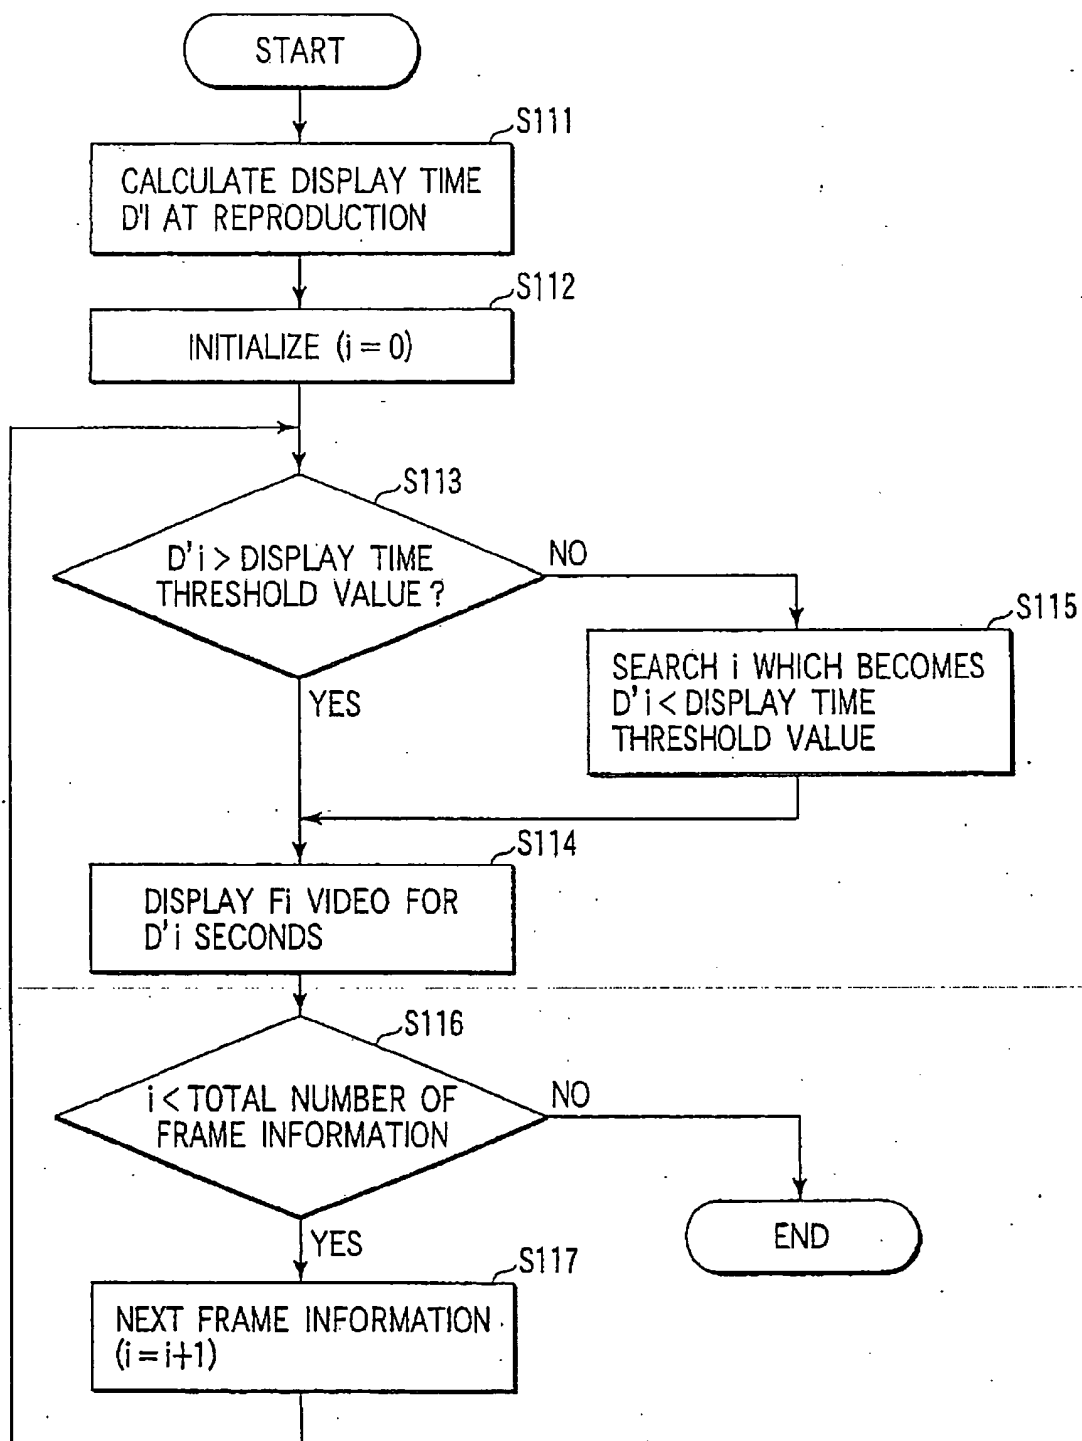 START
S111
CALCULATE DISPLAY TIME
D'I AT REPRODUCTION
S112
INITIALIZE (i = 0)
S113
D'i > DISPLAY TIME
THRESHOLD VALUE?
NO
YES
S115
SEARCH i WHICH BECOMES
D'i < DISPLAY TIME
THRESHOLD VALUE
S114
DISPLAY Fi VIDEO FOR
D'i SECONDS
S116
i < TOTAL NUMBER OF
FRAME INFORMATION
NO
YES
END
S117
NEXT FRAME INFORMATION
(i = i+1)